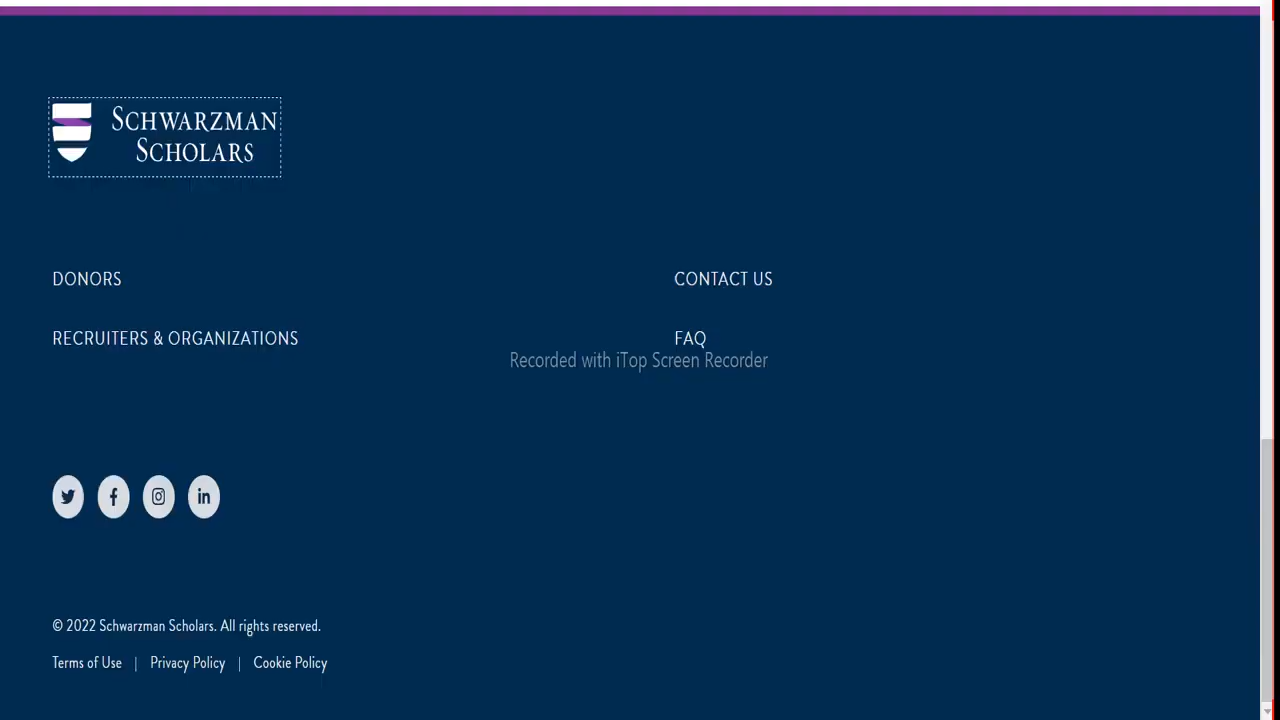 SCHWARZMAN
SCHOLARS
DONORS
CONTACT US
RECRUITERS & ORGANIZATIONS
FAQ
Recorded with iTop Screen Recorder
© 2022 Schwarzman Scholars. All rights reserved.
Terms of Use | Privacy Policy | Cookie Policy